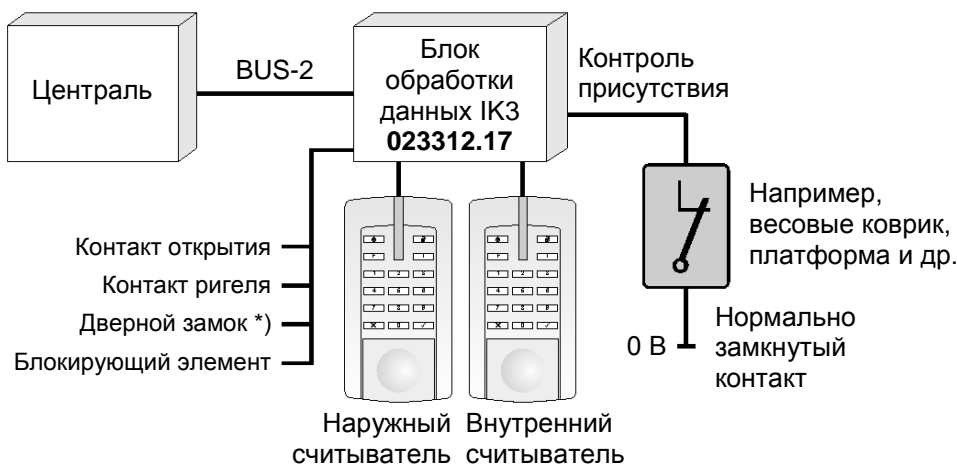 Централь
BUS-2
Блок
обработки
данных IK3
023312.17
Контроль
присутствия
Например,
весовые коврик,
платформа и др.
Контакт открытия
Контакт ригеля
Дверной замок *)
Блокирующий элемент
0 В
Нормально
замкнутый
контакт
Наружный
считыватель
Внутренний
считыватель